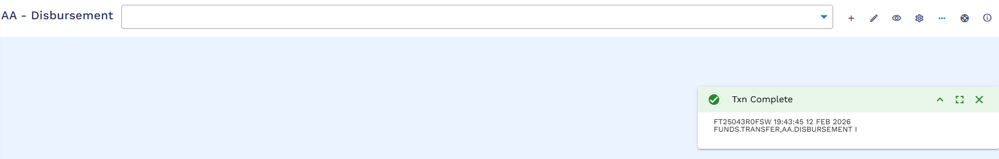 AA - Disbursement
Txn Complete
FT25043R0FSW 19:43:45 12 FEB 2026
FUNDS.TRANSFER,AA.DISBURSEMENT I